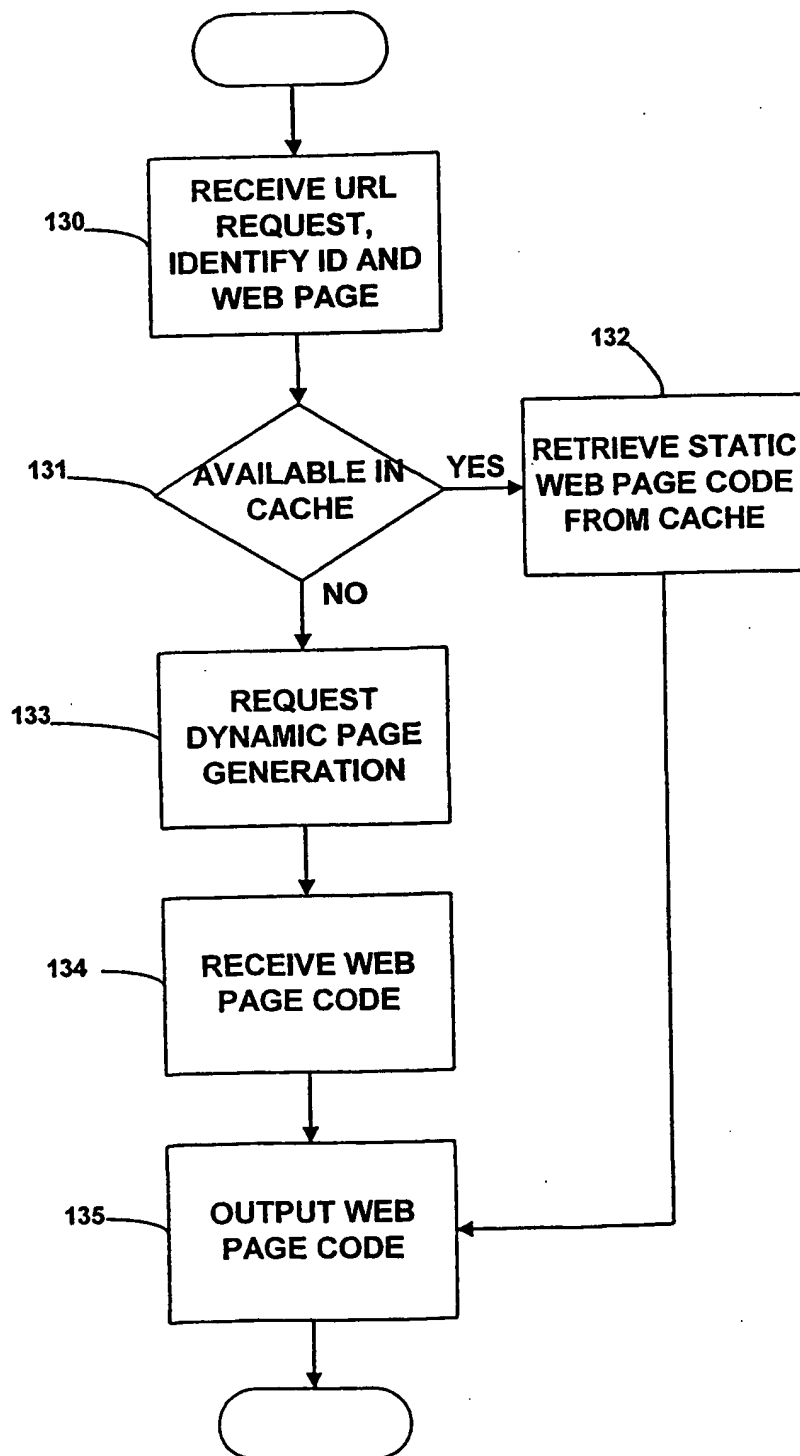 130
RECEIVE URL
REQUEST,
IDENTIFY ID AND
WEB PAGE
131
AVAILABLE IN
CACHE
YES
NO
132
RETRIEVE STATIC
WEB PAGE CODE
FROM CACHE
133
REQUEST
DYNAMIC PAGE
GENERATION
134
RECEIVE WEB
PAGE CODE
135
OUTPUT WEB
PAGE CODE